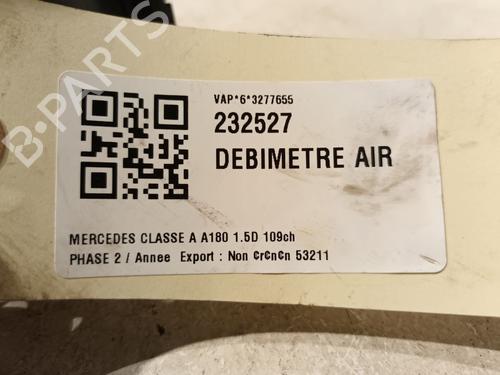 B-PARTS
VAP*6*3277655
232527
DEBIMETRE AIR
MERCEDES CLASSE A A180 1.5D 109ch
PHASE 2 / Annee Export : Non ¢r¢n¢n 53211